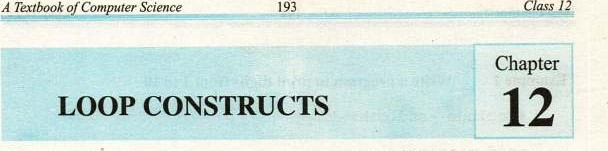 A Textbook of Computer Science 193 Class 12
Chapter
LOOP CONSTRUCTS 12